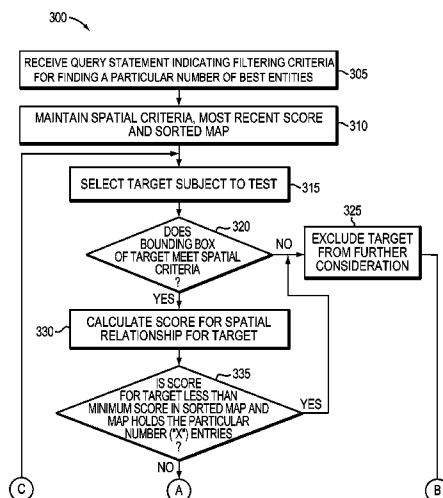 300
RECEIVE QUERY STATEMENT INDICATING FILTERING CRITERIA
FOR FINDING A PARTICULAR NUMBER OF BEST ENTITIES
305
MAINTAIN SPATIAL CRITERIA, MOST RECENT SCORE
AND SORTED MAP
310
SELECT TARGET SUBJECT TO TEST
315
320
DOES
BOUNDING BOX
OF TARGET MEET SPATIAL
CRITERIA
?
NO
325
EXCLUDE TARGET
FROM FURTHER
CONSIDERATION
YES
330
CALCULATE SCORE FOR SPATIAL
RELATIONSHIP FOR TARGET
335
IS SCORE
FOR TARGET LESS THAN
MINIMUM SCORE IN SORTED MAP AND
MAP HOLDS THE PARTICULAR
NUMBER ("X") ENTRIES
?
YES
NO
C
A
B